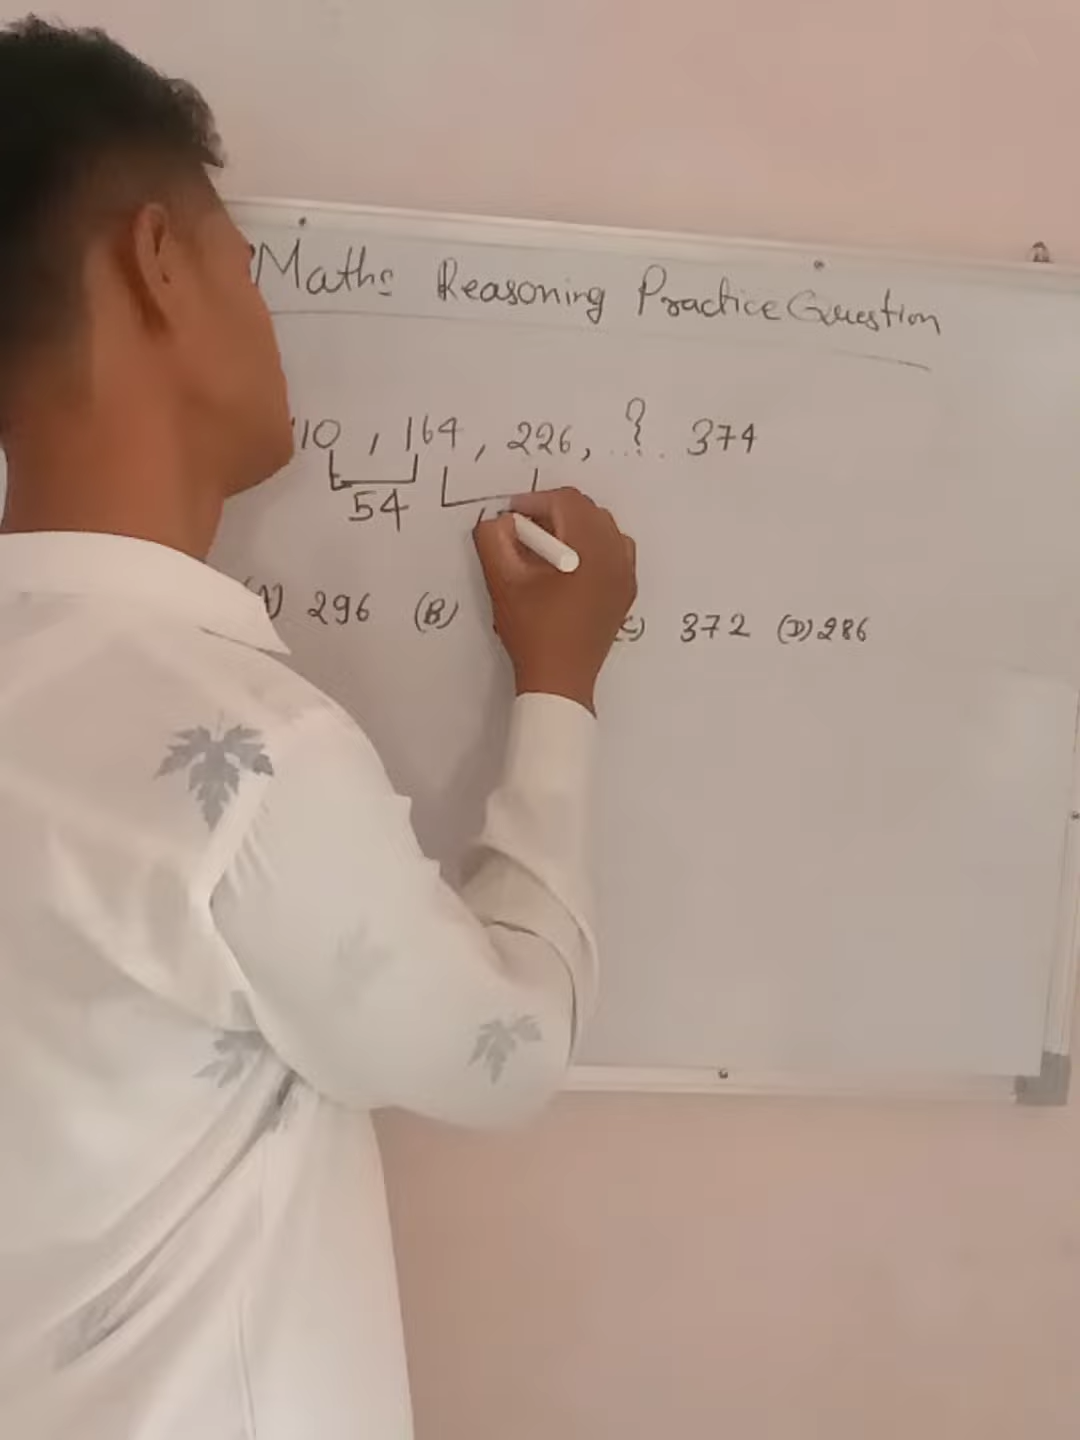 Maths Reasoning Practice Question
110 , 164 , 226, ...?... 374
54
(A) 296 (B) (C) 372 (D) 286